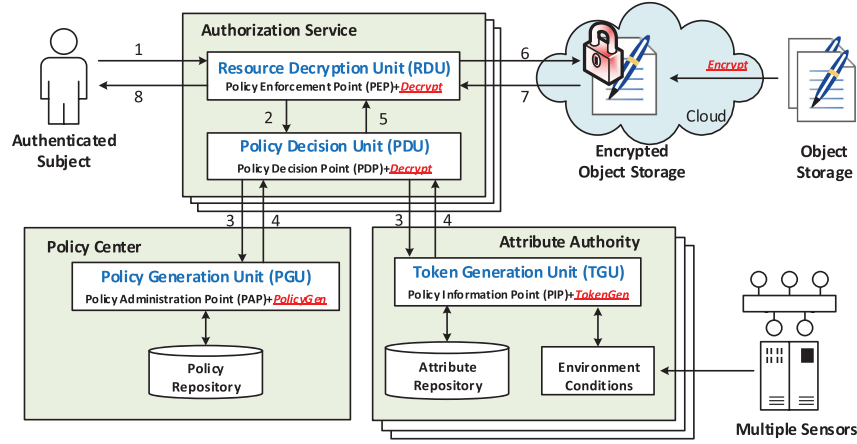 Authorization Service
1
Resource Decryption Unit (RDU)
Policy Enforcement Point (PEP)+Decrypt
6
Encrypt
8
7
2
5
Cloud
Authenticated
Subject
Policy Decision Unit (PDU)
Policy Decision Point (PDP)+Decrypt
Encrypted
Object Storage
Object
Storage
3
4
3
4
Policy Center
Attribute Authority
Policy Generation Unit (PGU)
Policy Administration Point (PAP)+PolicyGen
Token Generation Unit (TGU)
Policy Information Point (PIP)+TokenGen
Policy
Repository
Attribute
Repository
Environment
Conditions
Multiple Sensors